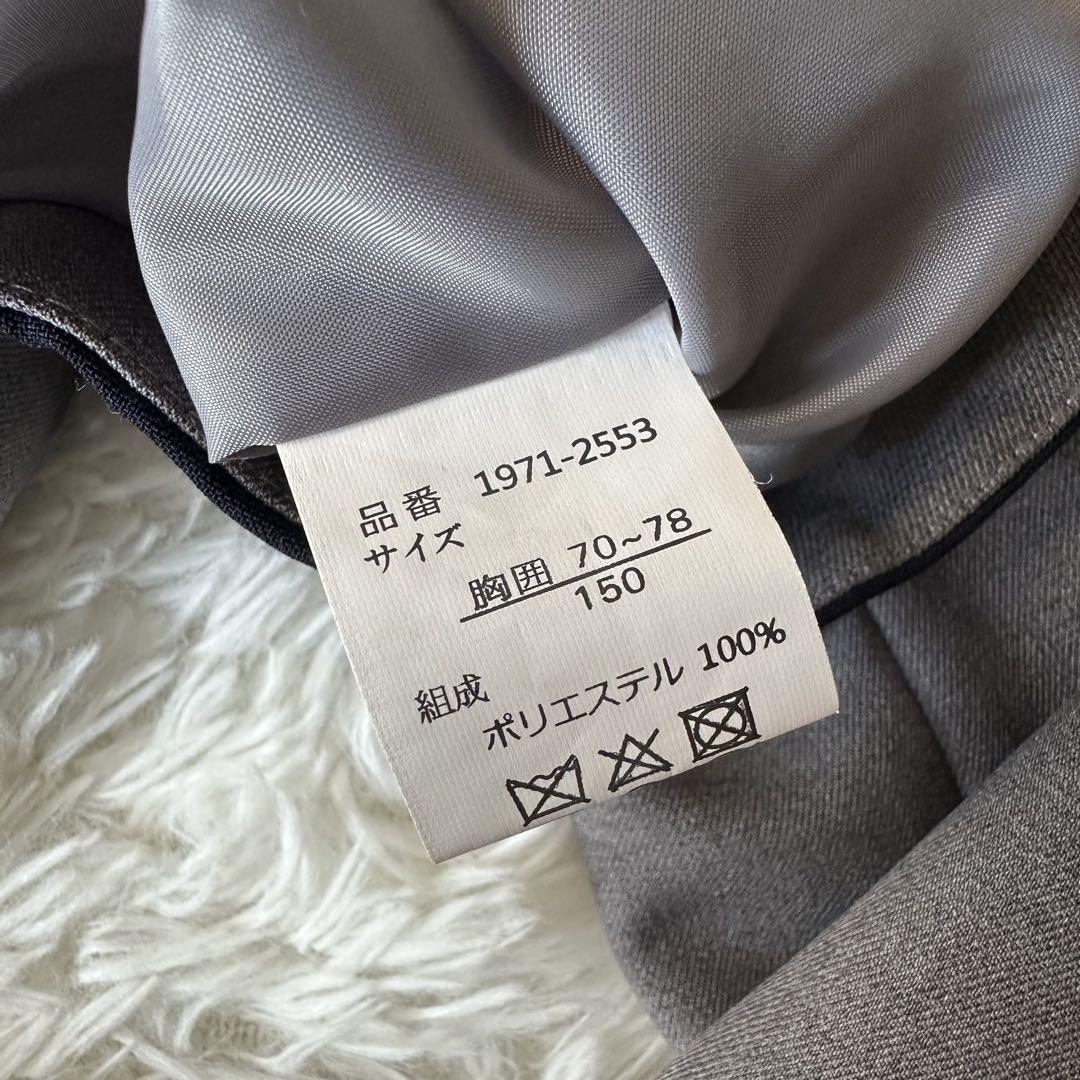 品番 1971-2553
サイズ
胸囲 70~78
150
組成
ポリエステル 100%